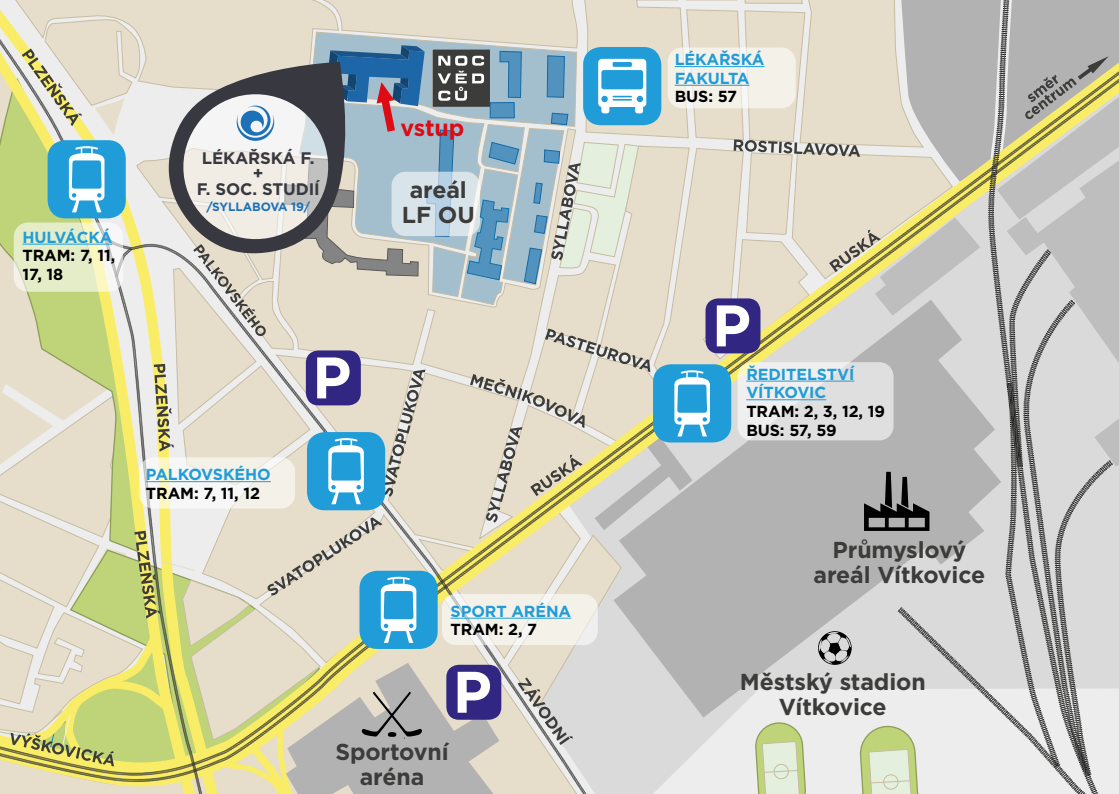 PLZEŇSKÁ
NOC
VĚD
CŮ
vstup
LÉKAŘSKÁ
FAKULTA
BUS: 57
směr
centrum
LÉKAŘSKÁ F.
+
F. SOC. STUDIÍ
/SYLLABOVA 19/
areál
LF OU
ROSTISLAVOVA
SYLLABOVA
HULVÁCKÁ
TRAM: 7, 11,
17, 18
PALKOVSKÉHO
RUSKÁ
P
PASTEUROVA
P
MEČNIKOVOVA
PLZEŇSKÁ
SVATOPLUKOVA
ŘEDITELSTVÍ
VÍTKOVIC
TRAM: 2, 3, 12, 19
BUS: 57, 59
PALKOVSKÉHO
TRAM: 7, 11, 12
SYLLABOVA
RUSKÁ
PLZEŇSKÁ
SVATOPLUKOVA
Průmyslový
areál Vítkovice
SPORT ARÉNA
TRAM: 2, 7
P
ZÁVODNÍ
Městský stadion
Vítkovice
VÝŠKOVICKÁ
Sportovní
aréna